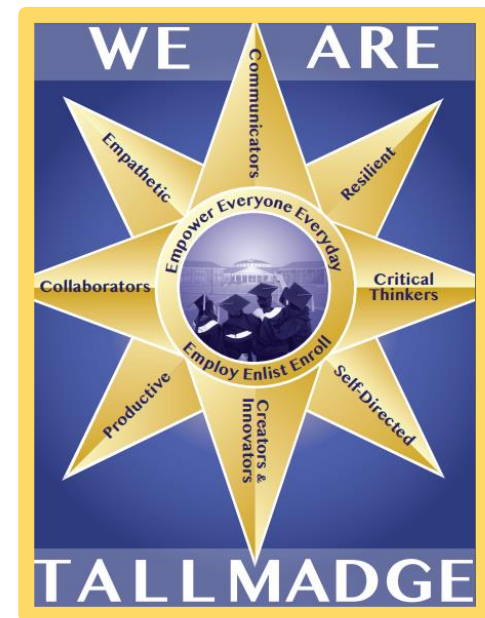 WE ARE
Communicators
Empathetic
Resilient
Empower Everyone Everyday
Collaborators
Critical
Thinkers
Employ Enlist Enroll
Productive
Self-Directed
Creators &
Innovators
TALLMADGE